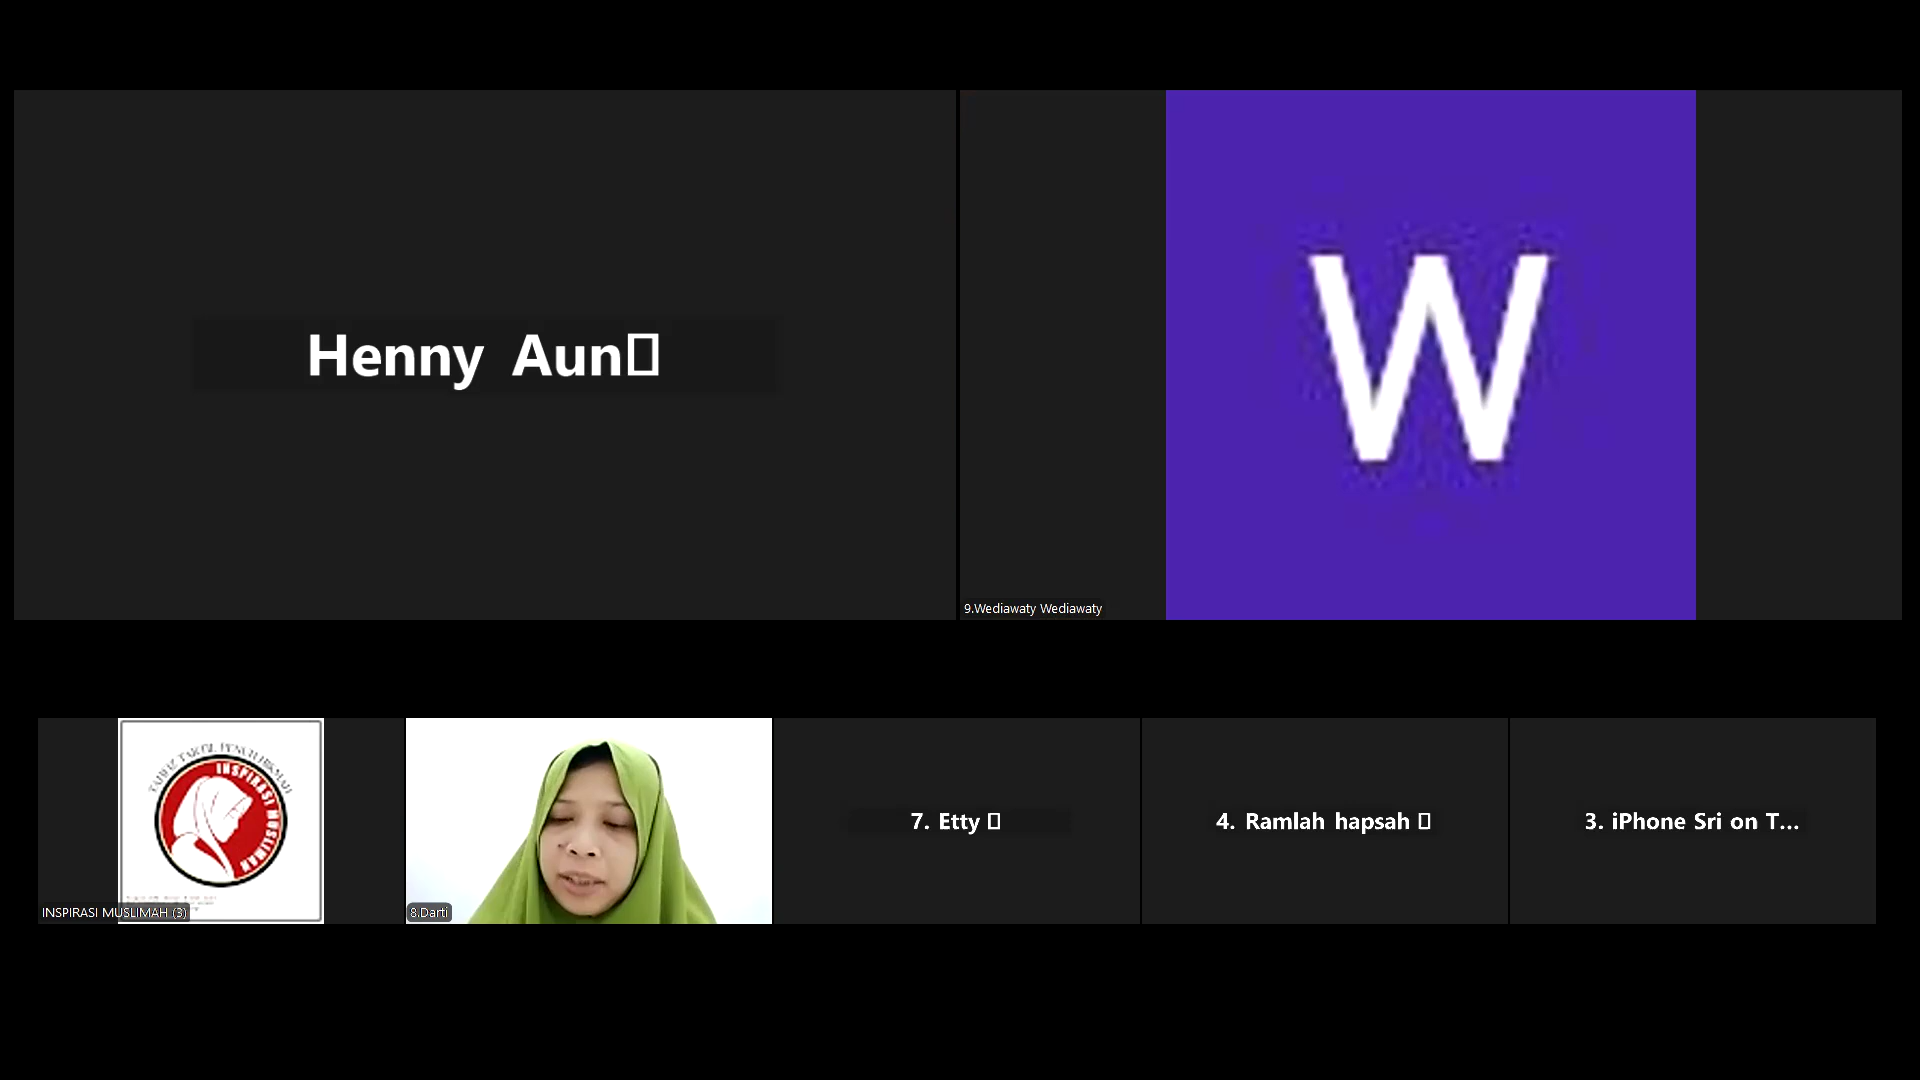 Henny Aun▯
W
9.Wediawaty Wediawaty
INSPIRASI MUSLIMAH
INSPIRASI MUSLIMAH (3)
8.Darti
7. Etty ▯
4. Ramlah hapsah ▯
3. iPhone Sri on T...